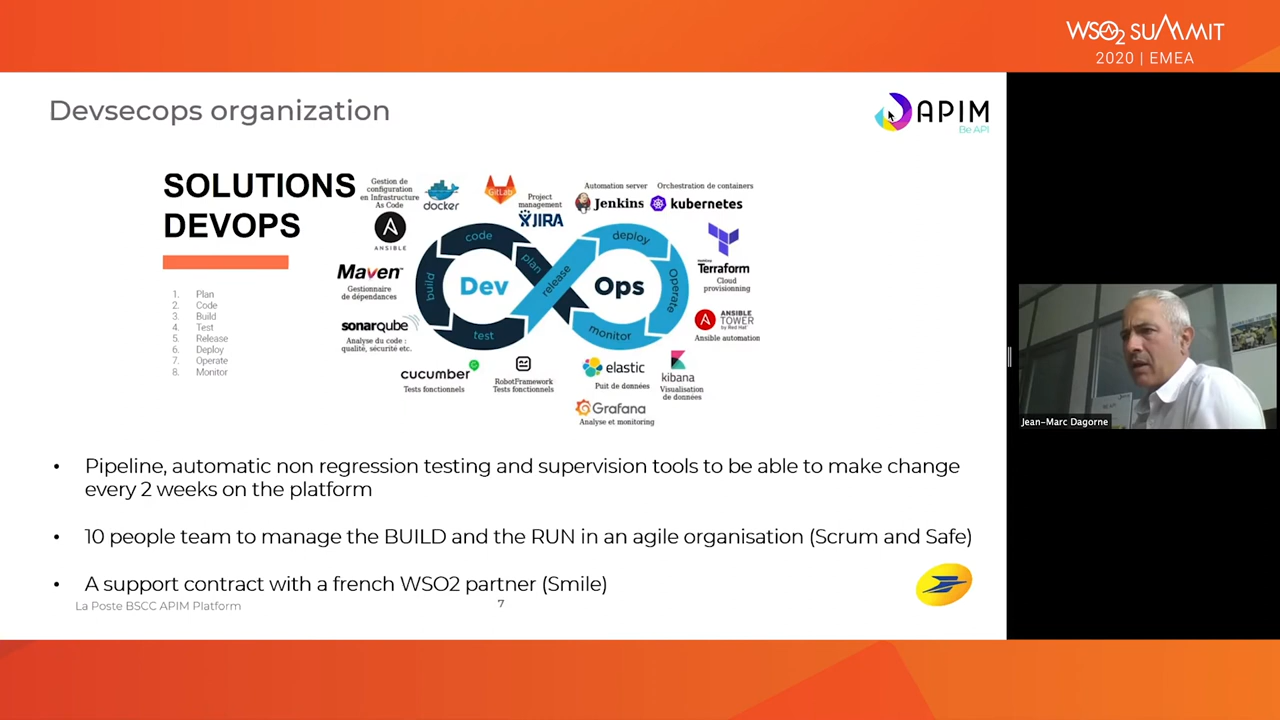 WSO2 SUMMIT
2020 | EMEA
Devsecops organization
APIM
Be API
SOLUTIONS
DEVOPS
1. Plan
2. Code
3. Build
4. Test
5. Release
6. Deploy
7. Operate
8. Monitor
Gestion de
configuration
en Infrastructure
As Code
ANSIBLE
docker
GitLab
Project
management
JIRA
Automation server
Jenkins
Orchestration de containers
kubernetes
Maven
Gestionnaire
de dépendances
sonarqube
Analyse du code :
qualité, sécurité etc.
code
build
plan
test
Dev
release
deploy
Operate
monitor
Ops
HashiCorp
Terraform
Cloud
provisionning
ANSIBLE
TOWER
by Red Hat
Ansible automation
cucumber
Tests fonctionnels
RobotFramework
Tests fonctionnels
elastic
Puit de données
kibana
Visualisation
de données
Grafana
Analyse et monitoring
• Pipeline, automatic non regression testing and supervision tools to be able to make change
every 2 weeks on the platform
• 10 people team to manage the BUILD and the RUN in an agile organisation (Scrum and Safe)
• A support contract with a french WSO2 partner (Smile)
La Poste BSCC APIM Platform
7
Jean-Marc Dagorne